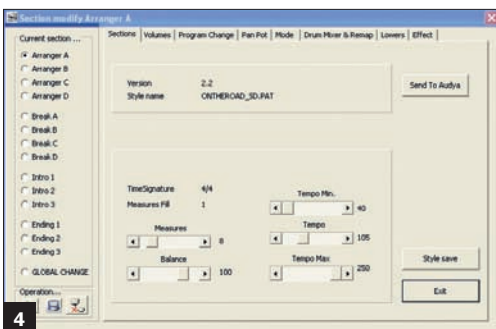 Section modify Arranger A
Current section ...
Arranger A
Arranger B
Arranger C
Arranger D
Break A
Break B
Break C
Break D
Intro 1
Intro 2
Intro 3
Ending 1
Ending 2
Ending 3
GLOBAL CHANGE
Operation...
Sections Volumes Program Change Pan Pot Mode Drum Mixer & Remap Lowers Effect
Version 2.2
Style name ONTHEROAD_SD.PAT
Send To Audya
TimeSignature 4/4
Measures Fill 1
Measures
8
Balance
100
Tempo Min.
40
Tempo
105
Tempo Max
250
Style save
Exit
4